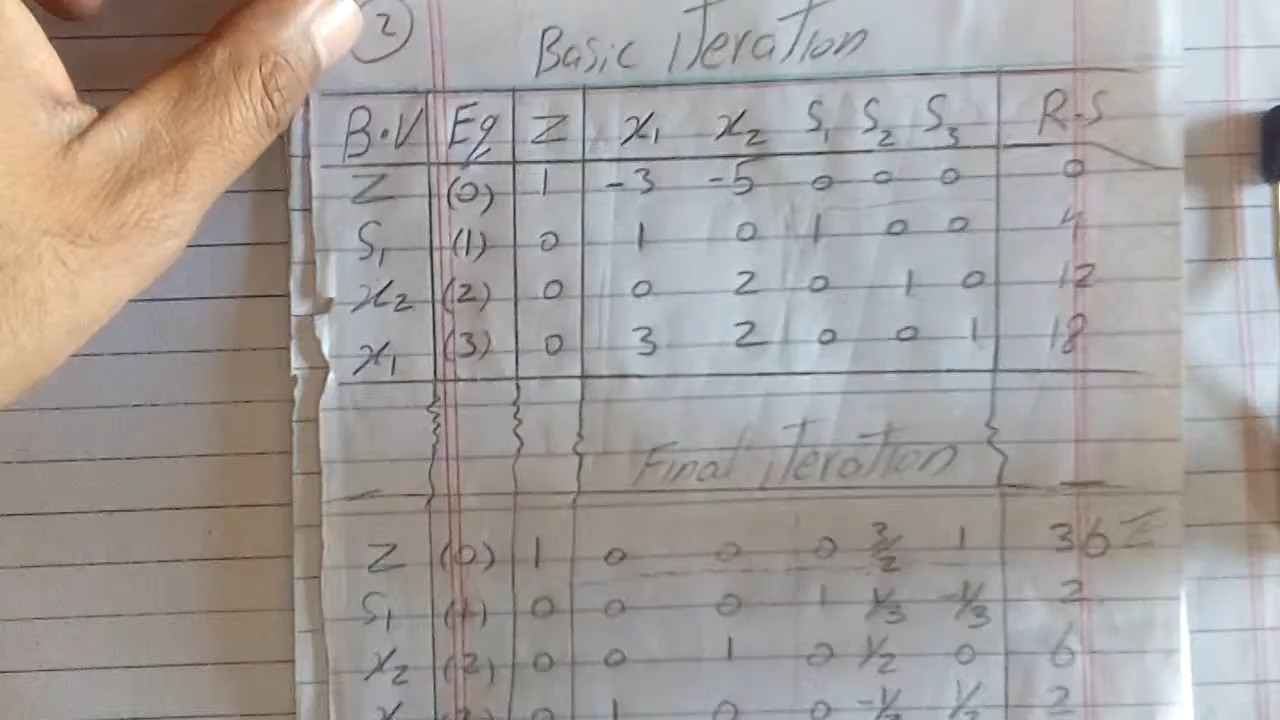 2
Basic iteration
B.V Eq Z x₁ x₂ S₁ S₂ S₃ R.S
Z (0) 1 -3 -5 0 0 0 0
S₁ (1) 0 1 0 1 0 0 4
x₂ (2) 0 0 2 0 1 0 12
x₁ (3) 0 3 2 0 0 1 18
Final iteration
Z (0) 1 0 0 0 3/2 1 36 Z
S₁ (1) 0 0 0 1 1/3 -1/3 2
x₂ (2) 0 0 1 0 1/2 0 6
0 1 0 0 2